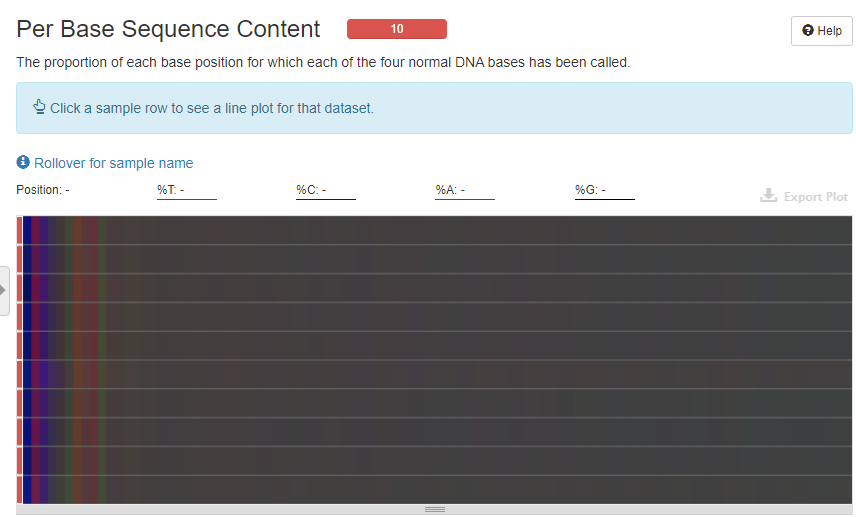 Per Base Sequence Content
10
Help
The proportion of each base position for which each of the four normal DNA bases has been called.
Click a sample row to see a line plot for that dataset.
Rollover for sample name
Position: - %T: - %C: - %A: - %G: -
Export Plot